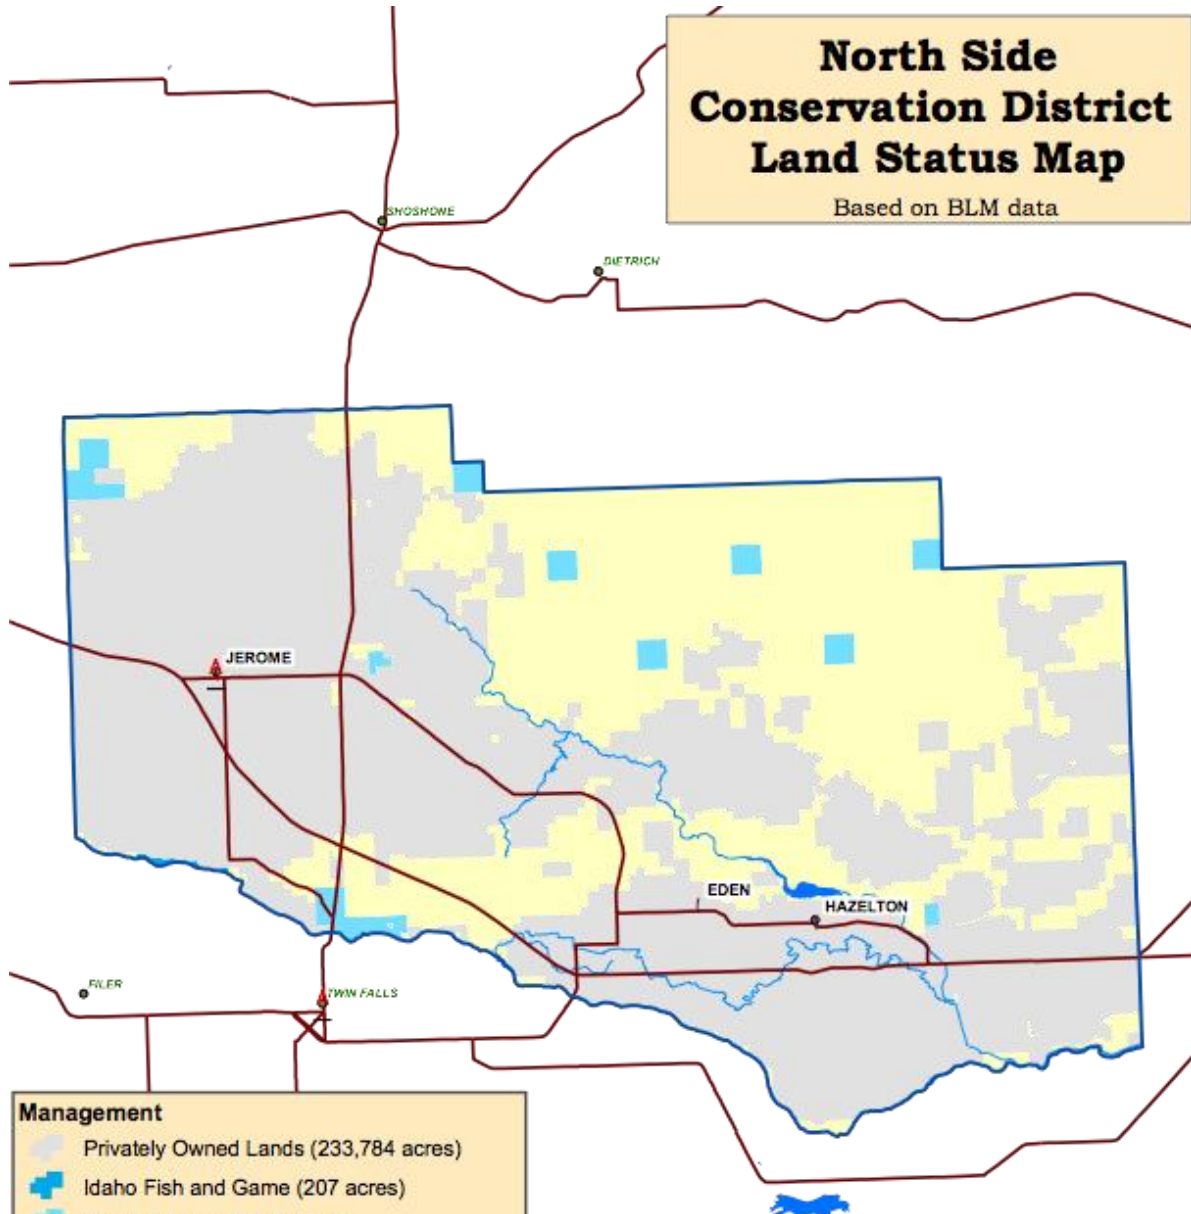 North Side
Conservation District
Land Status Map
Based on BLM data
SHOSHONE
DIETRICH
JEROME
EDEN
HAZELTON
FILER
TWIN FALLS
Management
Privately Owned Lands (233,784 acres)
Idaho Fish and Game (207 acres)